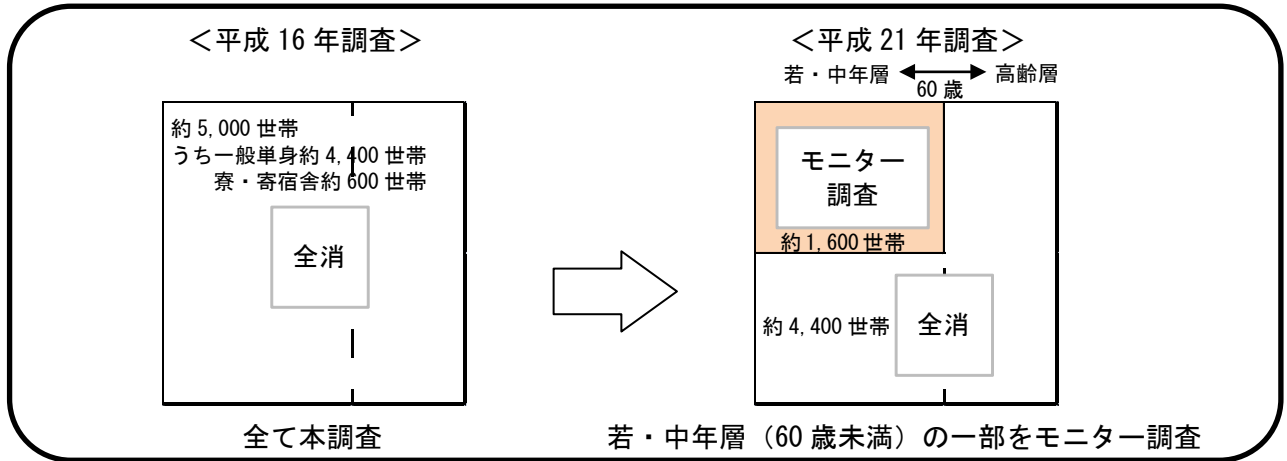 ＜平成 16 年調査＞
約 5,000 世帯
うち一般単身約 4,400 世帯
寮・寄宿舎約 600 世帯
全消
全て本調査
＜平成 21 年調査＞
若・中年層 高齢層
60 歳
モニター
調査
約 1,600 世帯
約 4,400 世帯
全消
若・中年層（60 歳未満）の一部をモニター調査